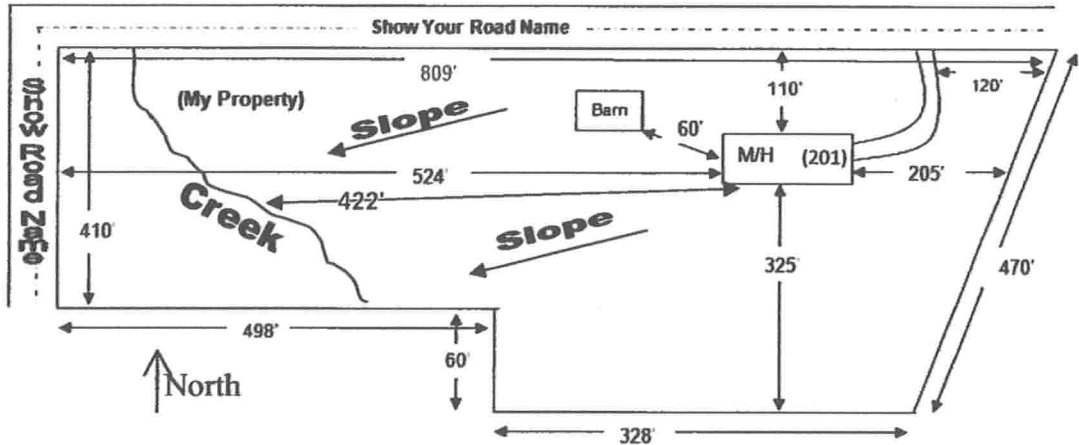 Show Your Road Name
Show Road Name
809'
110'
120'
(My Property)
Barn
Slope
60'
M/H (201)
524'
205'
422'
Creek
410'
Slope
325'
470'
498'
60'
North
328'